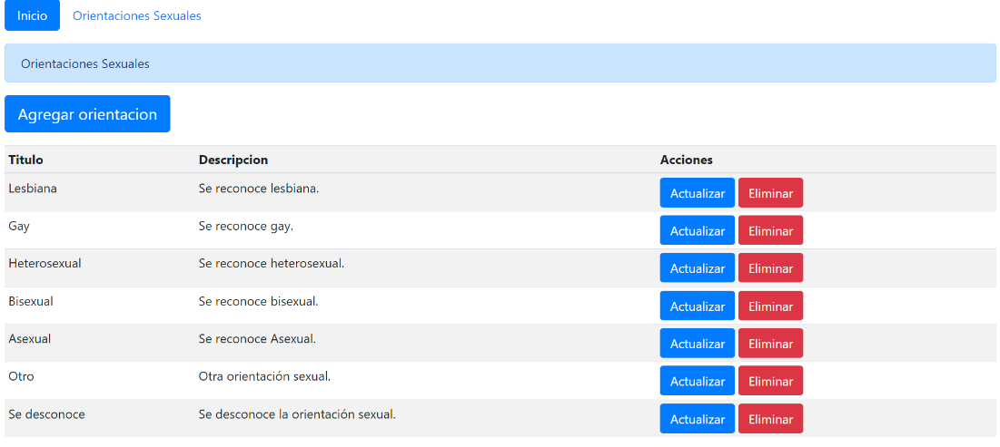 Inicio Orientaciones Sexuales
Orientaciones Sexuales
Agregar orientacion
Titulo Descripcion Acciones
Lesbiana Se reconoce lesbiana. Actualizar Eliminar
Gay Se reconoce gay. Actualizar Eliminar
Heterosexual Se reconoce heterosexual. Actualizar Eliminar
Bisexual Se reconoce bisexual. Actualizar Eliminar
Asexual Se reconoce Asexual. Actualizar Eliminar
Otro Otra orientación sexual. Actualizar Eliminar
Se desconoce Se desconoce la orientación sexual. Actualizar Eliminar